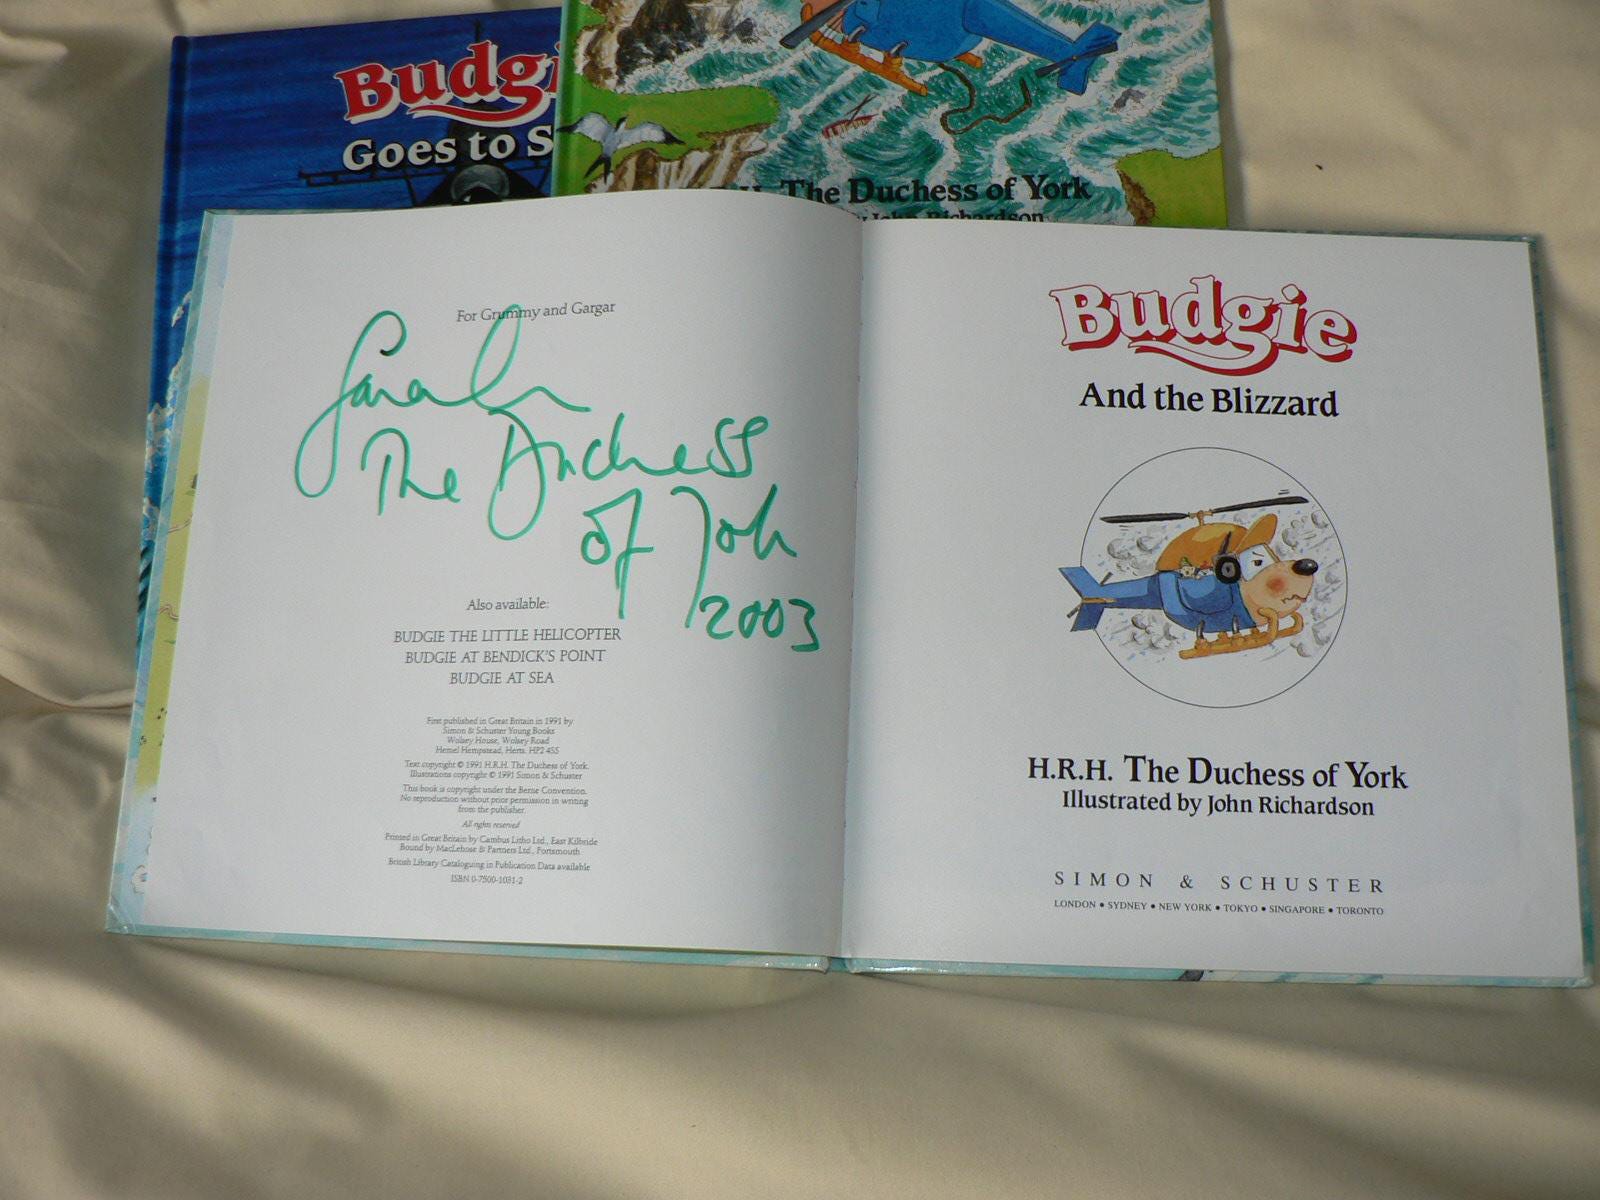 Budgi
Goes to S
The Duchess of York
John Richardson
For Grummy and Gargar
Sarah
The Duchess
of York
2003
Also available:
BUDGIE THE LITTLE HELICOPTER
BUDGIE AT BENDICK'S POINT
BUDGIE AT SEA
First published in Great Britain in 1991 by
Simon & Schuster Young Books
Wolsey House, Wolsey Road
Hemel Hempstead, Herts. HP2 4SS
Text copyright © 1991 H.R.H. The Duchess of York.
Illustrations copyright © 1991 Simon & Schuster
This book is copyright under the Berne Convention.
No reproduction without prior permission in writing
from the publisher.
All rights reserved
Printed in Great Britain by Cambus Litho Ltd., East Kilbride
Bound by MacLehose & Partners Ltd., Portsmouth
British Library Cataloguing in Publication Data available
ISBN 0-7500-1031-2
Budgie
And the Blizzard
H.R.H. The Duchess of York
Illustrated by John Richardson
SIMON & SCHUSTER
LONDON • SYDNEY • NEW YORK • TOKYO • SINGAPORE • TORONTO